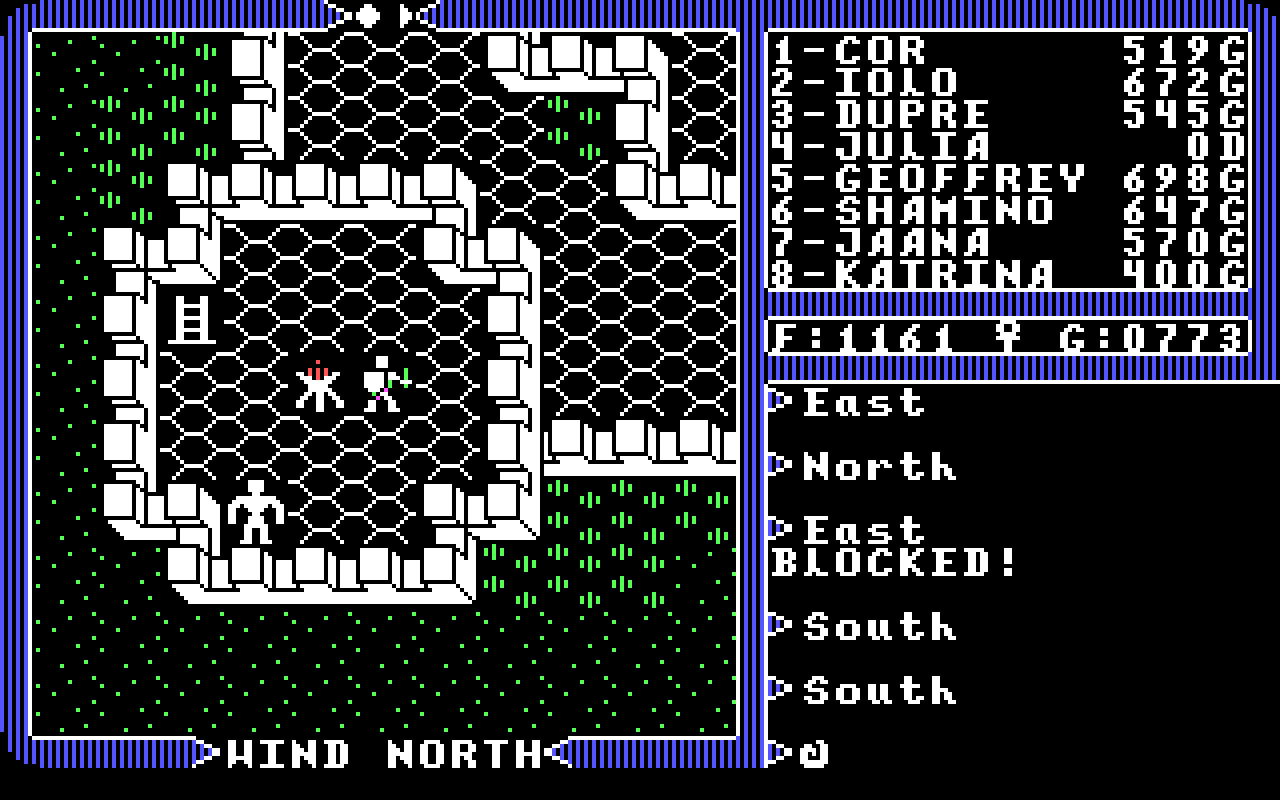 1-COR 519G
2-IOLO 672G
3-DUPRE 545G
4-JULIA 0D
5-GEOFFREY 698G
6-SHAMINO 647G
7-JAANA 570G
8-KATRINA 400G
F:1161 G:0773
East
North
East
BLOCKED!
South
South
WIND NORTH